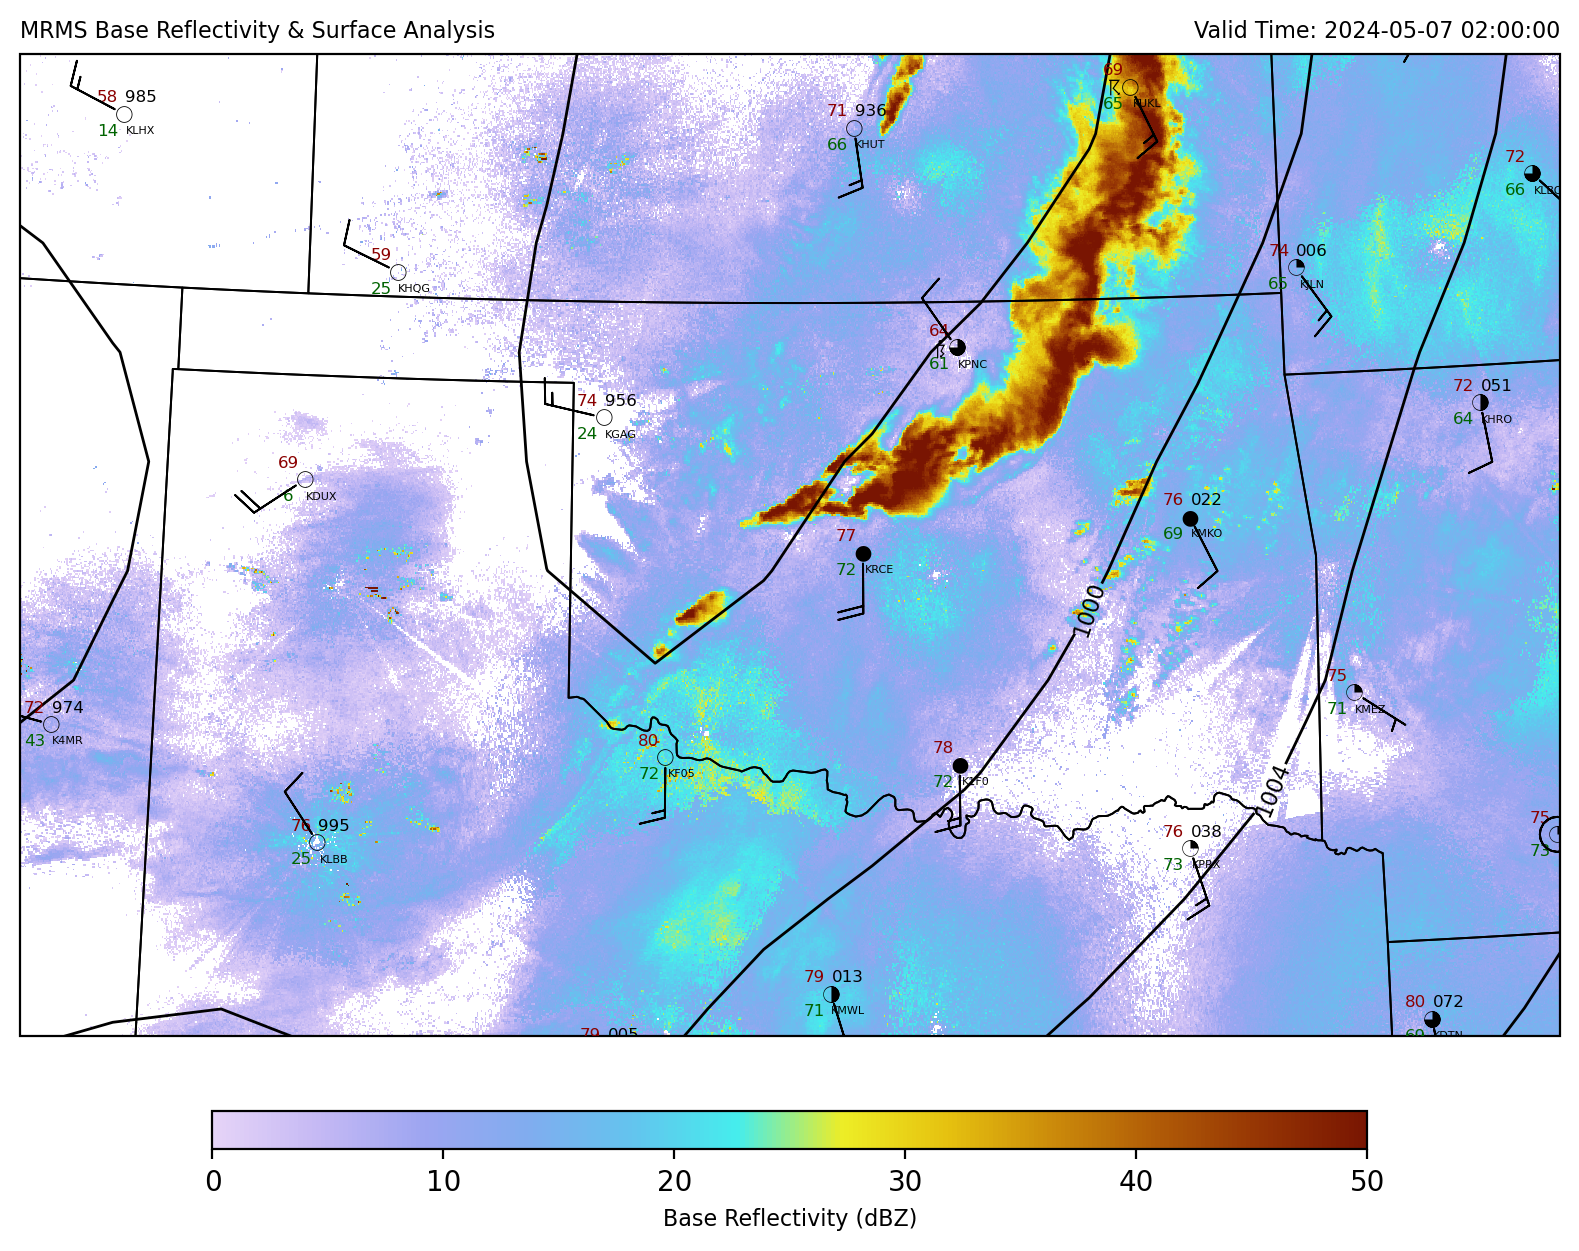 MRMS Base Reflectivity & Surface Analysis
Valid Time: 2024-05-07 02:00:00
69
65 KUKL
58 985
14 KLHX
71 936
66 KHUT
72
66
74 006
65 KJLN
59
25 KHQG
64
61 KPNC
72 051
64 KHRO
74 956
24 KGAG
69
6 KDUX
76 022
69 KMKO
77
72 KRCE
1000
75
71 KMEZ
72 974
43 K4MR
80
72 KF05
78
72 K1F0
1004
76 995
25 KLBB
76 038
73 KPRX
75
73
79 013
71 KMWL
80 072
69 KDTN
79 005
0 10 20 30 40 50
Base Reflectivity (dBZ)